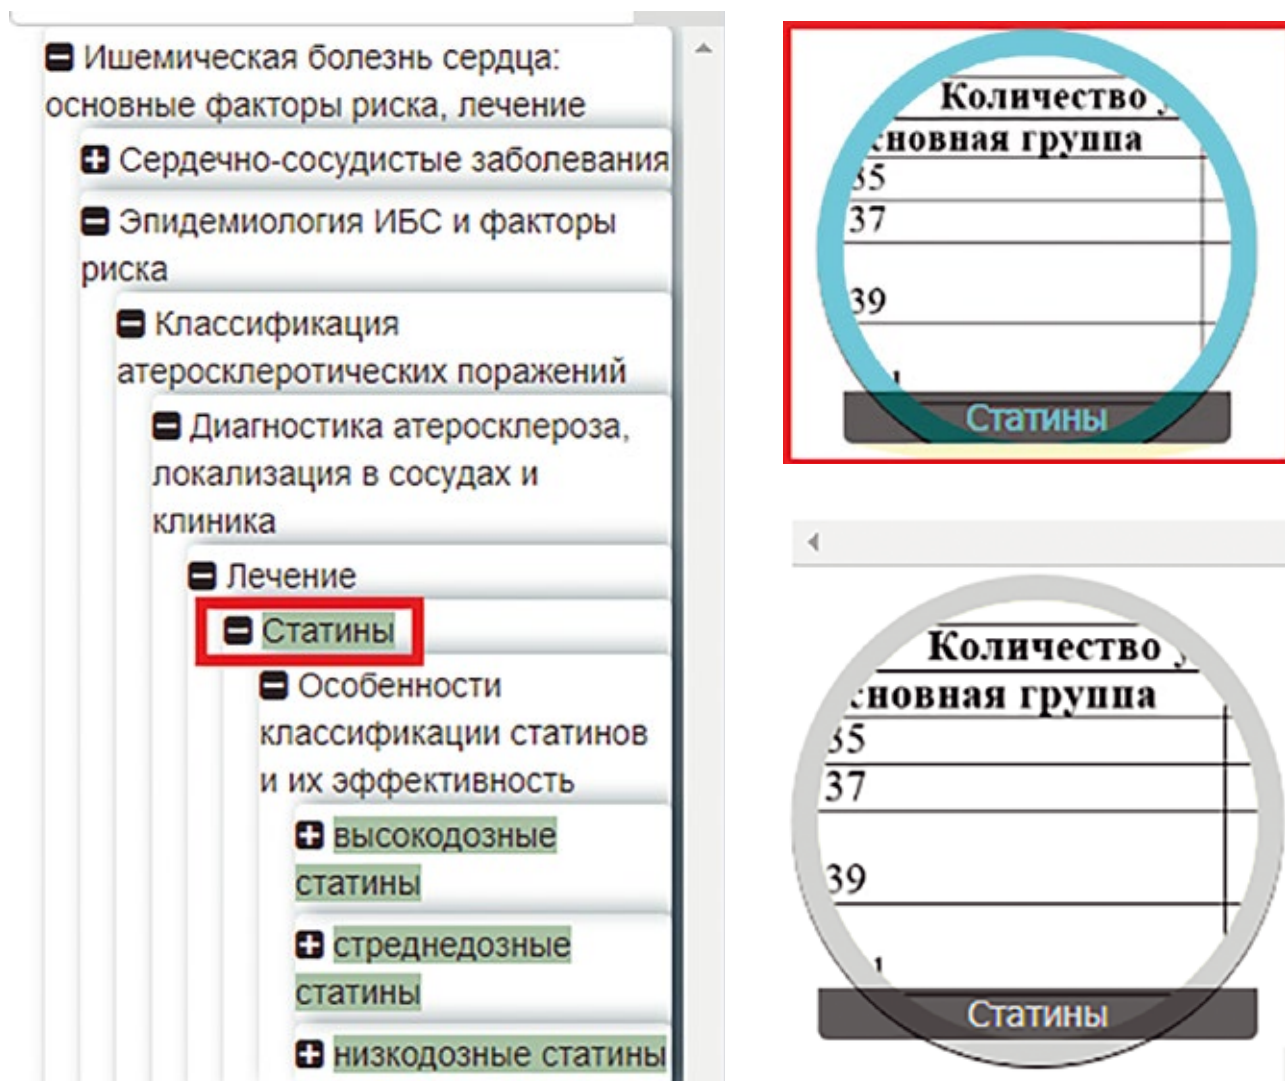 Ишемическая болезнь сердца:
основные факторы риска, лечение
Сердечно-сосудистые заболевания
Эпидемиология ИБС и факторы
риска
Классификация
атеросклеротических поражений
Диагностика атеросклероза,
локализация в сосудах и
клиника
Лечение
Статины
Особенности
классификации статинов
и их эффективность
высокодозные
статины
стреднедозные
статины
низкодозные статины
Количество
сновная группа
35
37
39
Статины
Количество
сновная группа
35
37
39
Статины